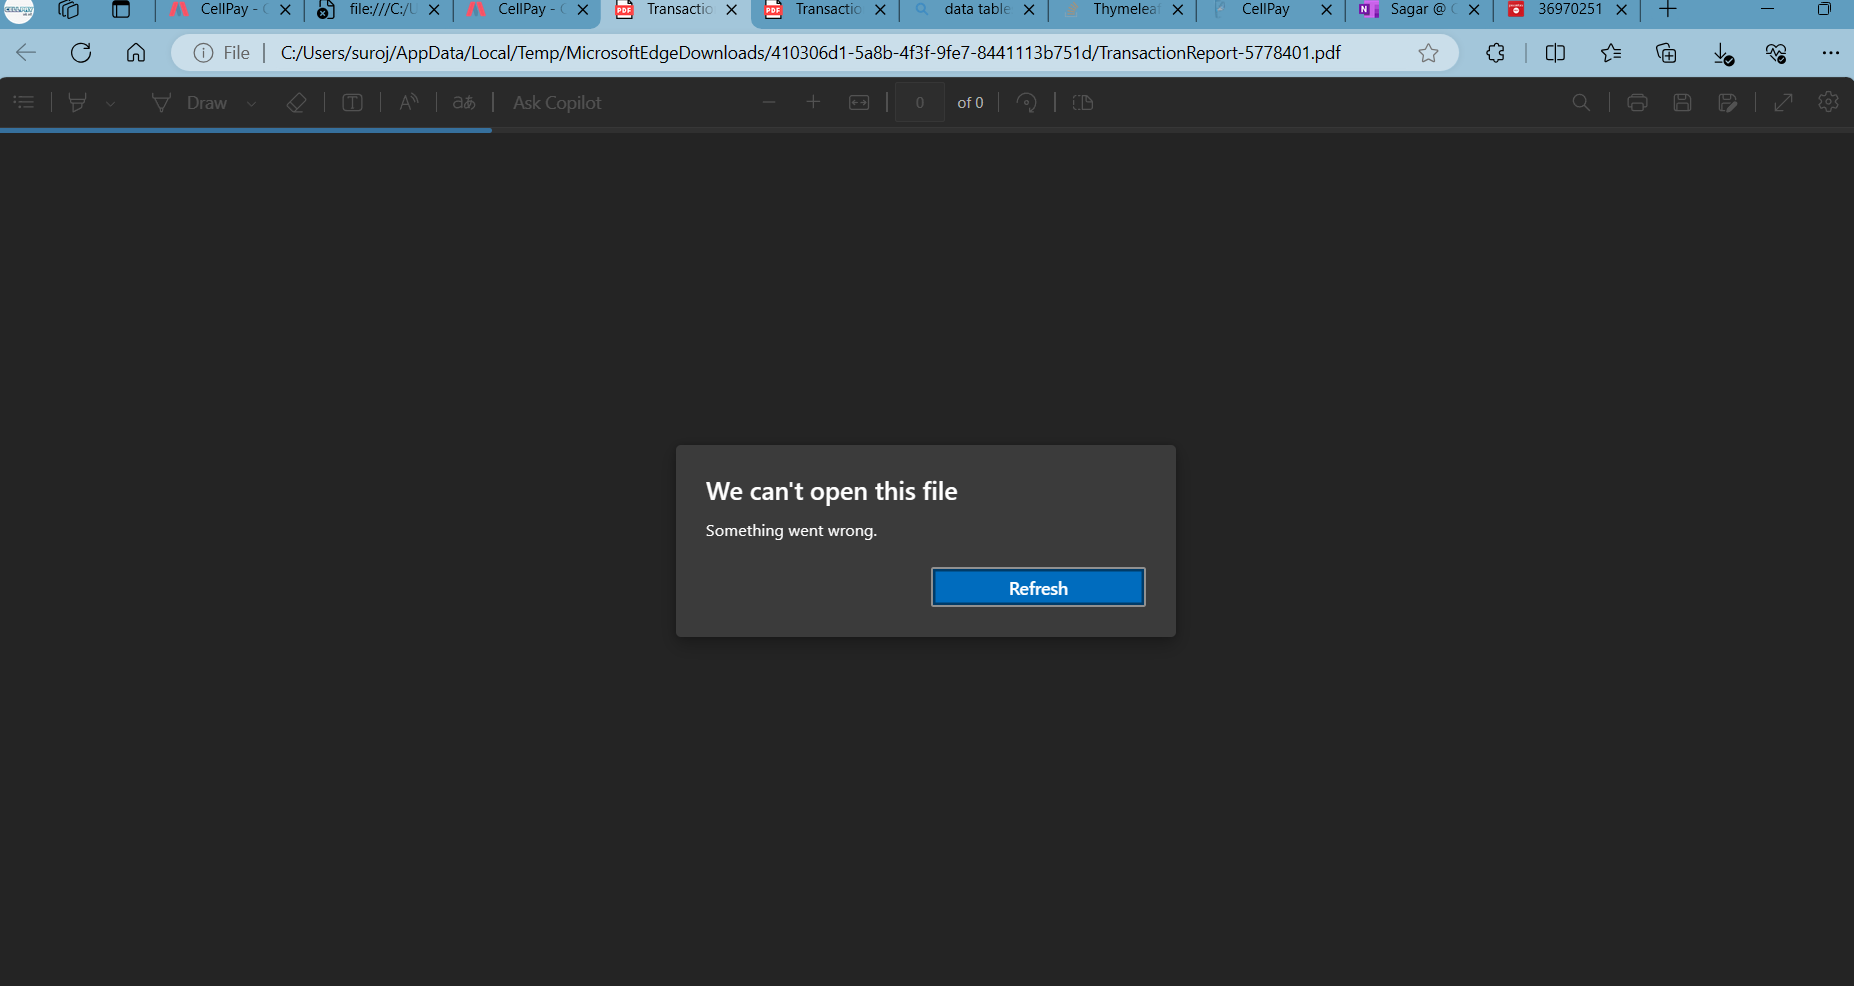 CellPay -
file:///C:/
CellPay -
Transactio
Transactio
data table
Thymeleaf
CellPay
Sagar @
36970251
File
C:/Users/suroj/AppData/Local/Temp/MicrosoftEdgeDownloads/410306d1-5a8b-4f3f-9fe7-8441113b751d/TransactionReport-5778401.pdf
Draw
Ask Copilot
0
of 0
We can't open this file
Something went wrong.
Refresh